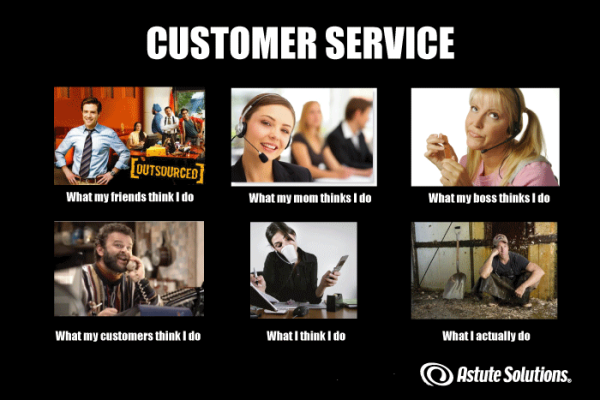 CUSTOMER SERVICE
[OUTSOURCED]
What my friends think I do
What my mom thinks I do
What my boss thinks I do
What my customers think I do
What I think I do
What I actually do
Astute Solutions®